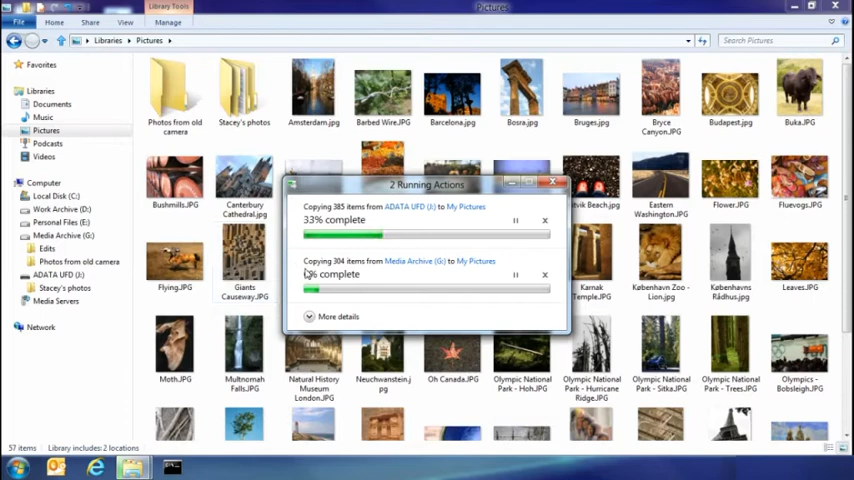 Library Tools
Pictures
File
Home
Share
View
Manage
Libraries
Pictures
Search Pictures
Favorites
Libraries
Documents
Music
Pictures
Podcasts
Videos
Computer
Local Disk (C:)
Work Archive (D:)
Personal Files (E:)
Media Archive (G:)
Edits
Photos from old camera
ADATA UFD (J:)
Stacey's photos
Media Servers
Network
Photos from old
camera
Stacey's photos
Amsterdam.jpg
Barbed Wire.JPG
Barcelona.jpg
Bosra.jpg
Bruges.jpg
Bryce
Canyon.JPG
Budapest.jpg
Buka.JPG
Bushmills.JPG
Canterbury
Cathedral.jpg
tvik Beach.jpg
Eastern
Washington.JPG
Flower.JPG
Fluevogs.JPG
2 Running Actions
Copying 385 items from ADATA UFD (J:) to My Pictures
33% complete
Copying 304 items from Media Archive (G:) to My Pictures
% complete
More details
Flying.JPG
Giants
Causeway.JPG
Karnak
Temple.JPG
København Zoo -
Lion.jpg
Københavns
Rådhus.jpg
Leaves.JPG
Moth.JPG
Multnomah
Falls.JPG
Natural History
Museum
London.JPG
Neuchwanstein.j
pg
Oh Canada.JPG
Olympic National
Park - Hoh.JPG
Olympic National
Park - Hurricane
Ridge.JPG
Olympic National
Park - Sitka.JPG
Olympic National
Park - Trees.JPG
Olympics -
Bobsleigh.JPG
57 items
Library includes: 2 locations